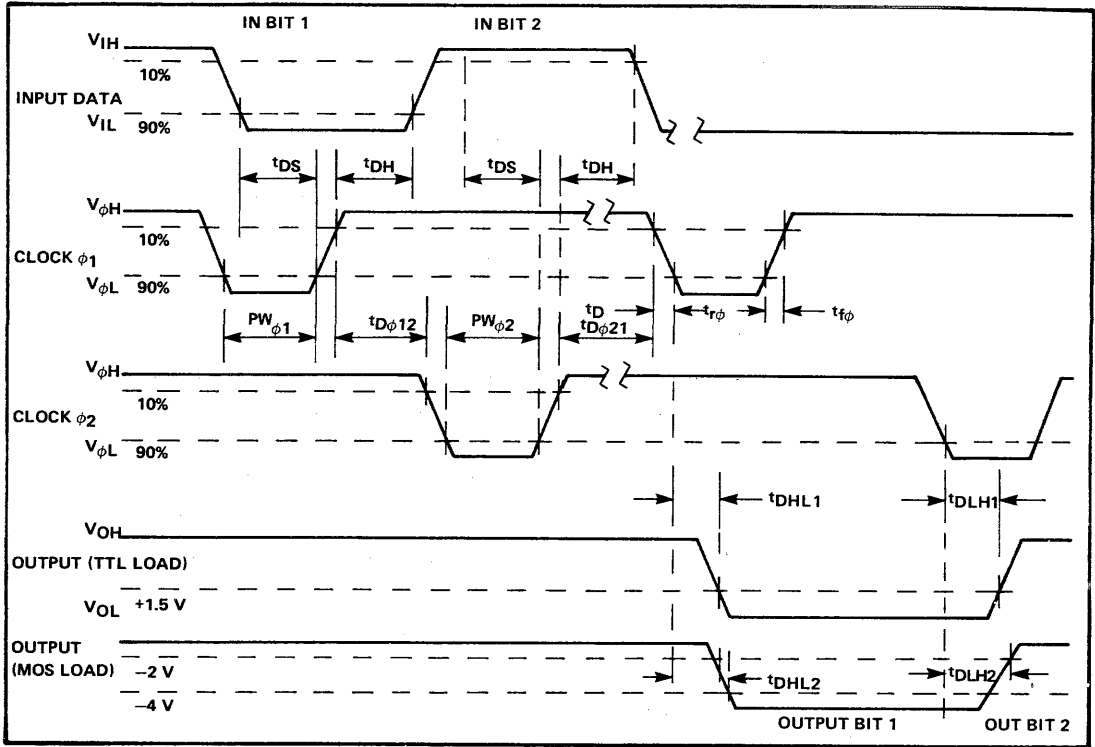 IN BIT 1 IN BIT 2
VIH
10%
INPUT DATA
VIL 90%
tDS tDH tDS tDH
VϕH
10%
CLOCK ϕ1
VϕL 90%
PWϕ1 tDϕ12 PWϕ2 tDϕ21 tD trϕ tfϕ
VϕH
10%
CLOCK ϕ2
VϕL 90%
tDHL1 tDLH1
VOH
OUTPUT (TTL LOAD)
VOL +1.5 V
OUTPUT
(MOS LOAD) −2 V
tDHL2 tDLH2
−4 V
OUTPUT BIT 1 OUT BIT 2